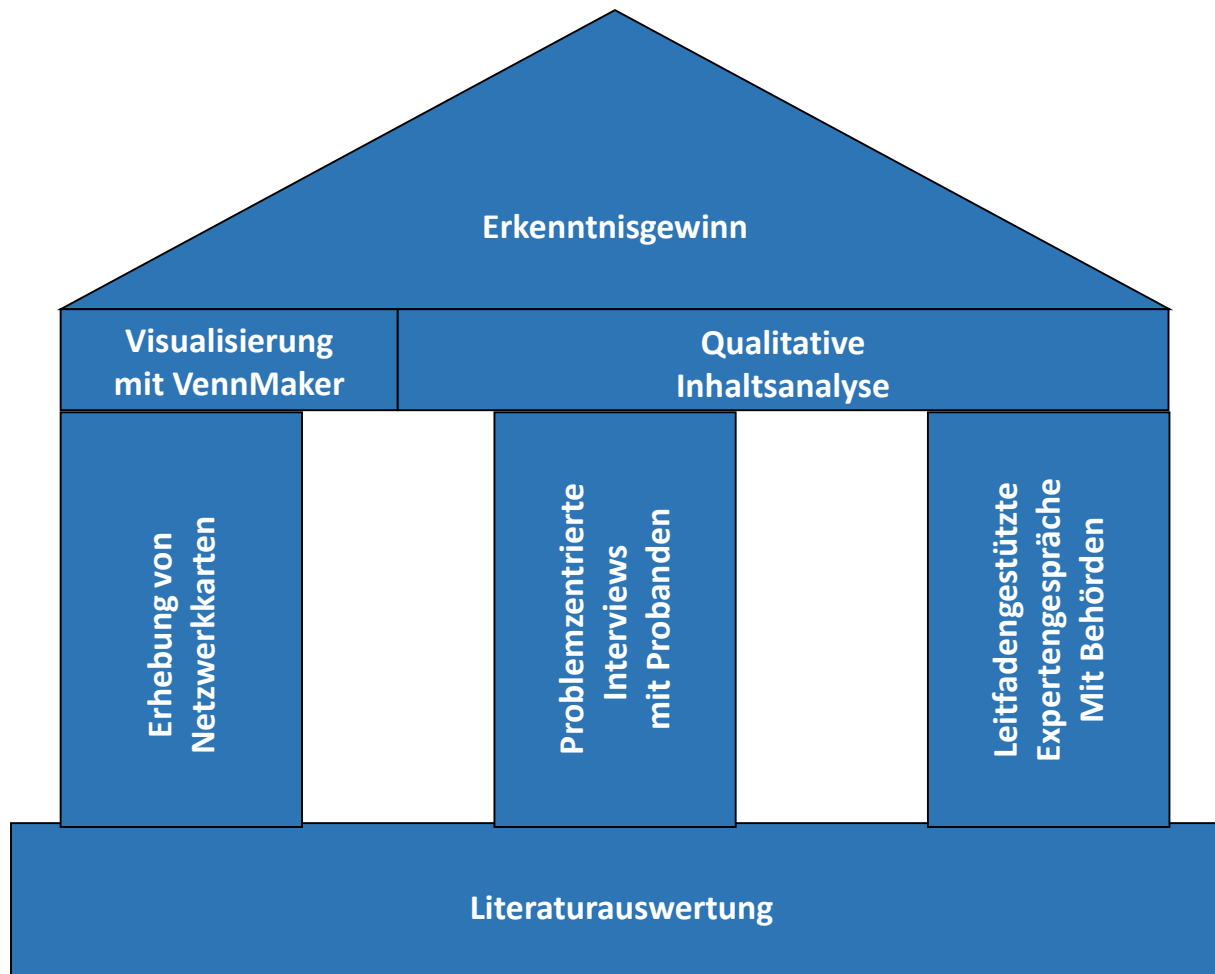 Erkenntnisgewinn
Visualisierung
mit VennMaker
Qualitative
Inhaltsanalyse
Erhebung von
Netzwerkkarten
Problemzentrierte
Interviews
mit Probanden
Leitfadengestützte
Expertengespräche
Mit Behörden
Literaturauswertung